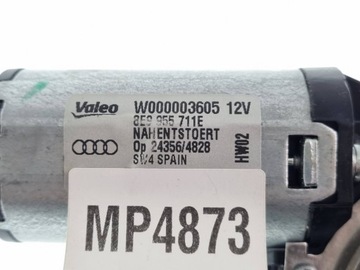 Valeo W000003605 12V
8E9 955 711E
NAHENTSTOERT
Op 24356/4828
SW4 SPAIN
HW02
MP4873